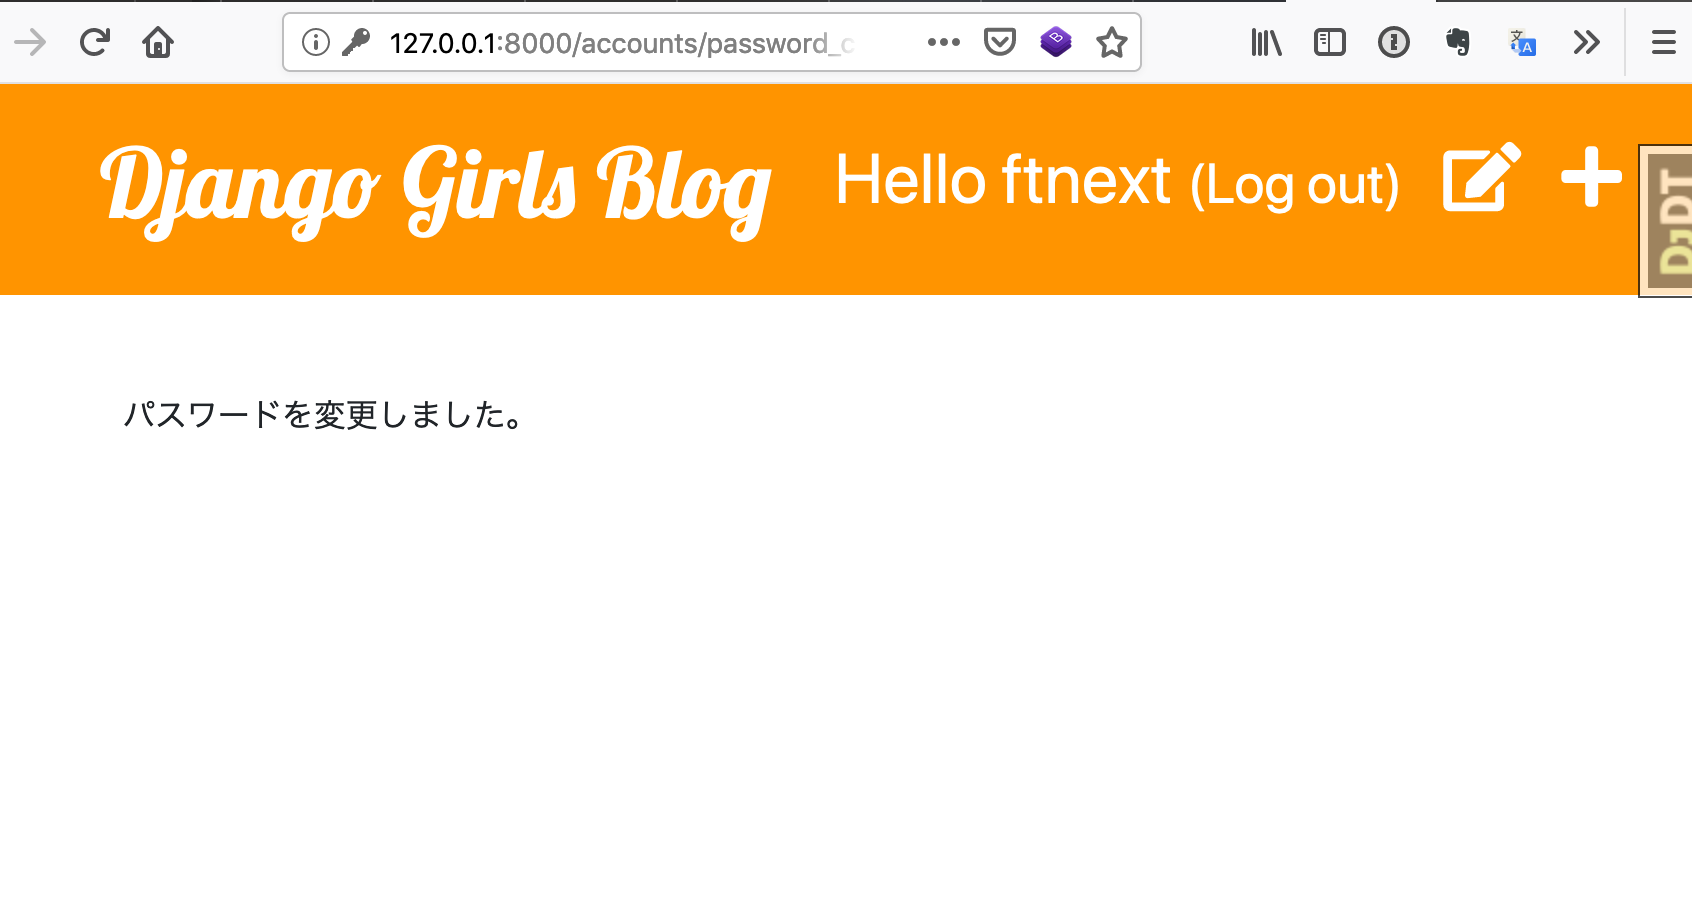 127.0.0.1:8000/accounts/password_c
Django Girls Blog Hello ftnext (Log out)
DJDT
パスワードを変更しました。